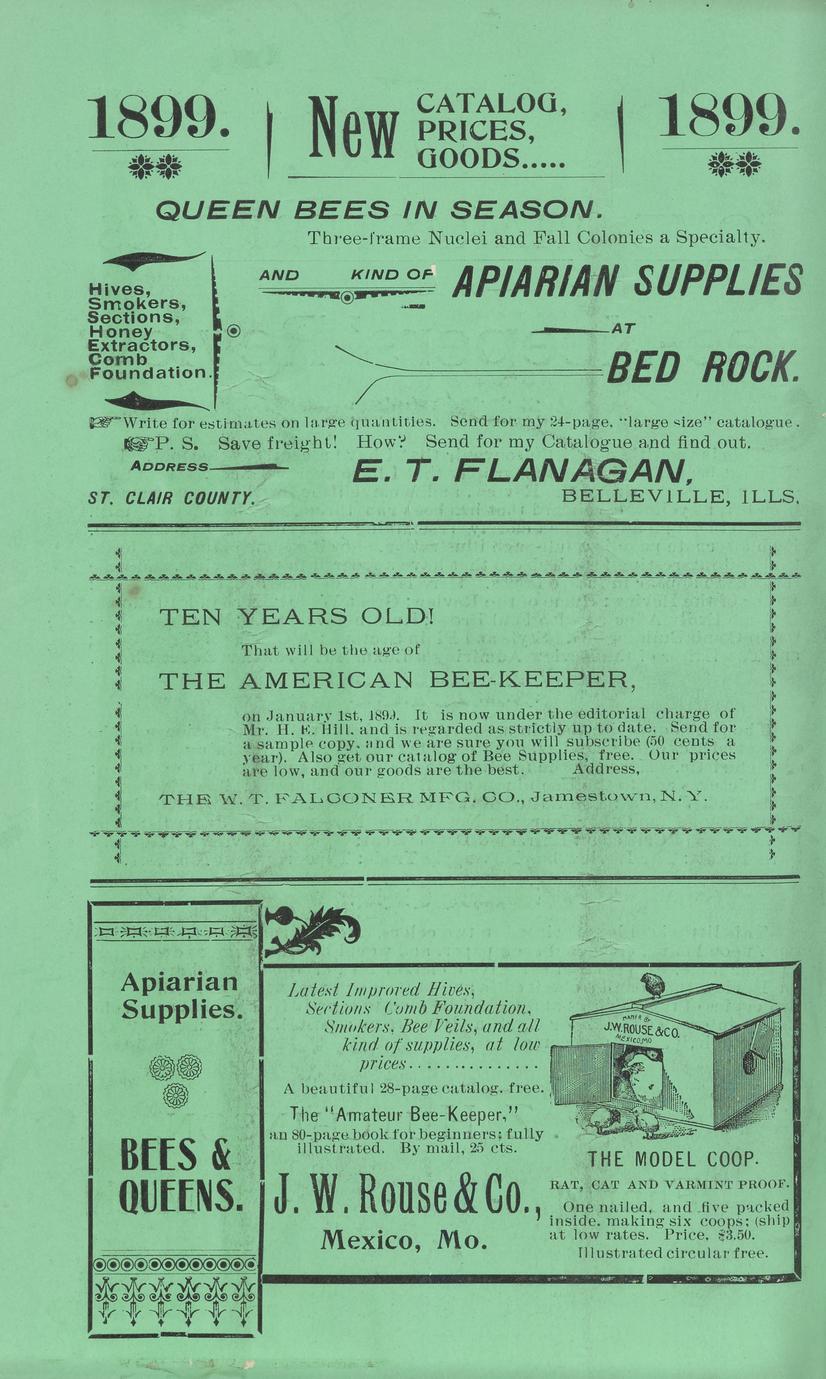 1899.
New
CATALOG,
PRICES,
GOODS.....
1899.
QUEEN BEES IN SEASON.
Three-frame Nuclei and Fall Colonies a Specialty.
Hives,
Smokers,
Sections,
Honey
Extractors,
Comb
Foundation.
AND KIND OF APIARIAN SUPPLIES
AT
BED ROCK.
Write for estimates on large quantities. Send for my 24-page, "large size" catalogue.
P. S. Save freight! How? Send for my Catalogue and find out.
ADDRESS
E. T. FLANAGAN,
ST. CLAIR COUNTY. BELLEVILLE, ILLS.
TEN YEARS OLD!
That will be the age of
THE AMERICAN BEE-KEEPER,
on January 1st, 1899. It is now under the editorial charge of
Mr. H. E. Hill, and is regarded as strictly up to date. Send for
a sample copy, and we are sure you will subscribe (50 cents a
year). Also get our catalog of Bee Supplies, free. Our prices
are low, and our goods are the best. Address,
THE W. T. FALCONER MFG. CO., Jamestown, N. Y.
Apiarian
Supplies.
BEES &
QUEENS.
Latest Improved Hives,
Sections Comb Foundation,
Smokers, Bee Veils, and all
kind of supplies, at low
prices..............
A beautiful 28-page catalog, free.
The "Amateur Bee-Keeper,"
an 80-page book for beginners; fully
illustrated. By mail, 25 cts.
J. W. Rouse & Co.,
Mexico, Mo.
MANFR BY
J.W. ROUSE & CO.
MEXICO, MO
THE MODEL COOP.
RAT, CAT AND VARMINT PROOF.
One nailed, and five packed
inside, making six coops; (ship
at low rates. Price, $3.50.
Illustrated circular free.